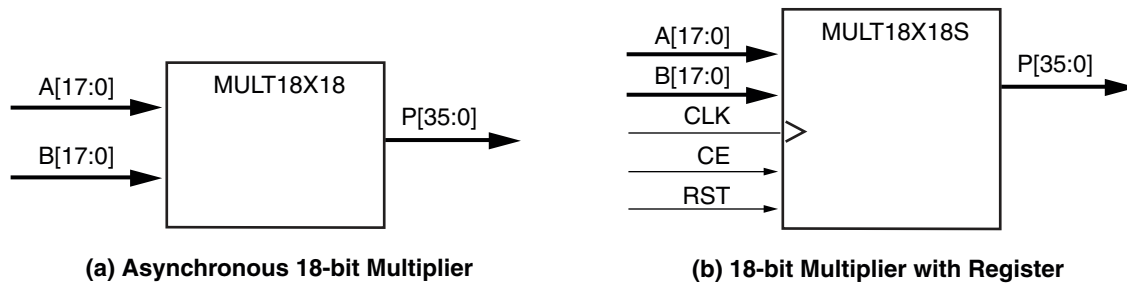 MULT18X18
A[17:0]
B[17:0]
P[35:0]
(a) Asynchronous 18-bit Multiplier
MULT18X18S
A[17:0]
B[17:0]
CLK
CE
RST
P[35:0]
(b) 18-bit Multiplier with Register